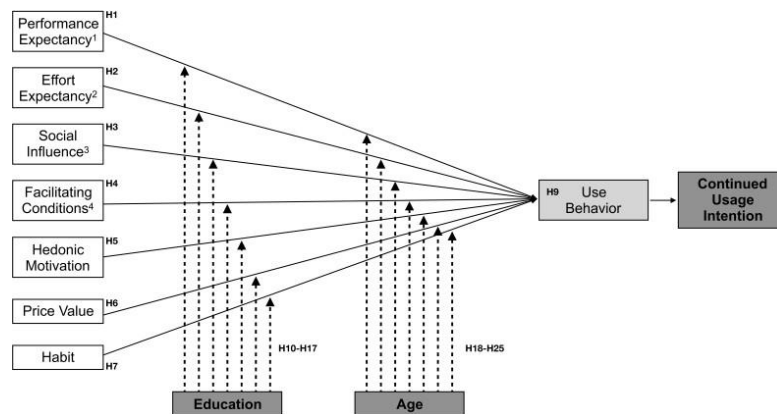 H1
Performance
Expectancy¹
H2
Effort
Expectancy²
H3
Social
Influence³
H4
Facilitating
Conditions⁴
H5
Hedonic
Motivation
H6
Price Value
Habit
H7
H9
Use
Behavior
Continued
Usage
Intention
H10-H17
H18-H25
Education
Age